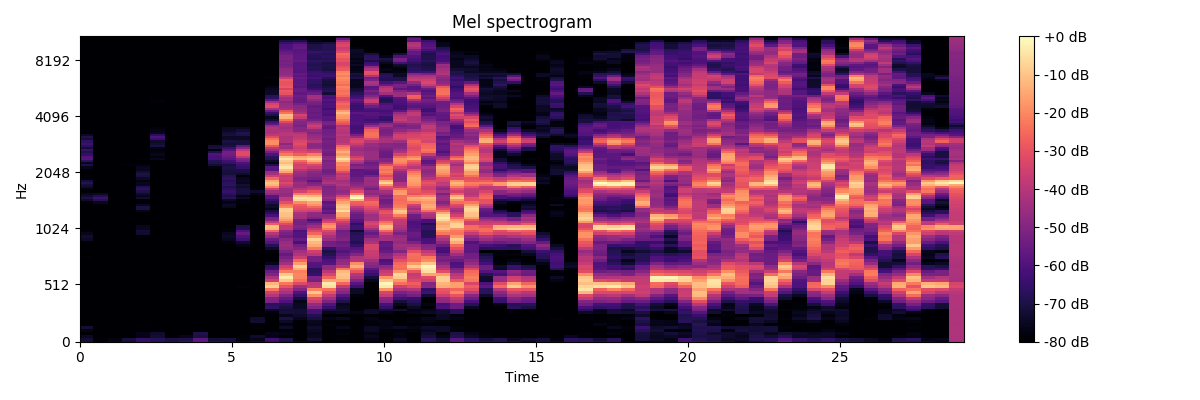 Mel spectrogram
8192
4096
2048
1024
512
0
Hz
0 5 10 15 20 25
Time
+0 dB
-10 dB
-20 dB
-30 dB
-40 dB
-50 dB
-60 dB
-70 dB
-80 dB